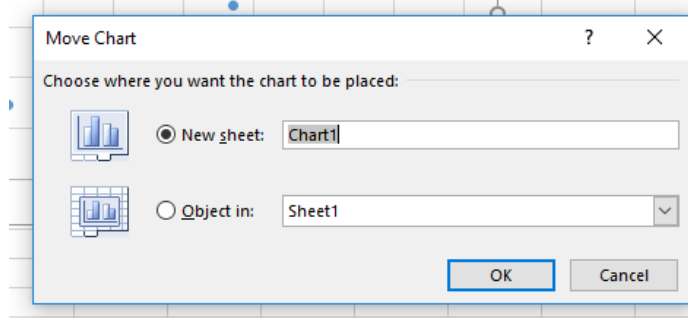 Move Chart ?
Choose where you want the chart to be placed:
New sheet: Chart1
Object in: Sheet1
OK Cancel